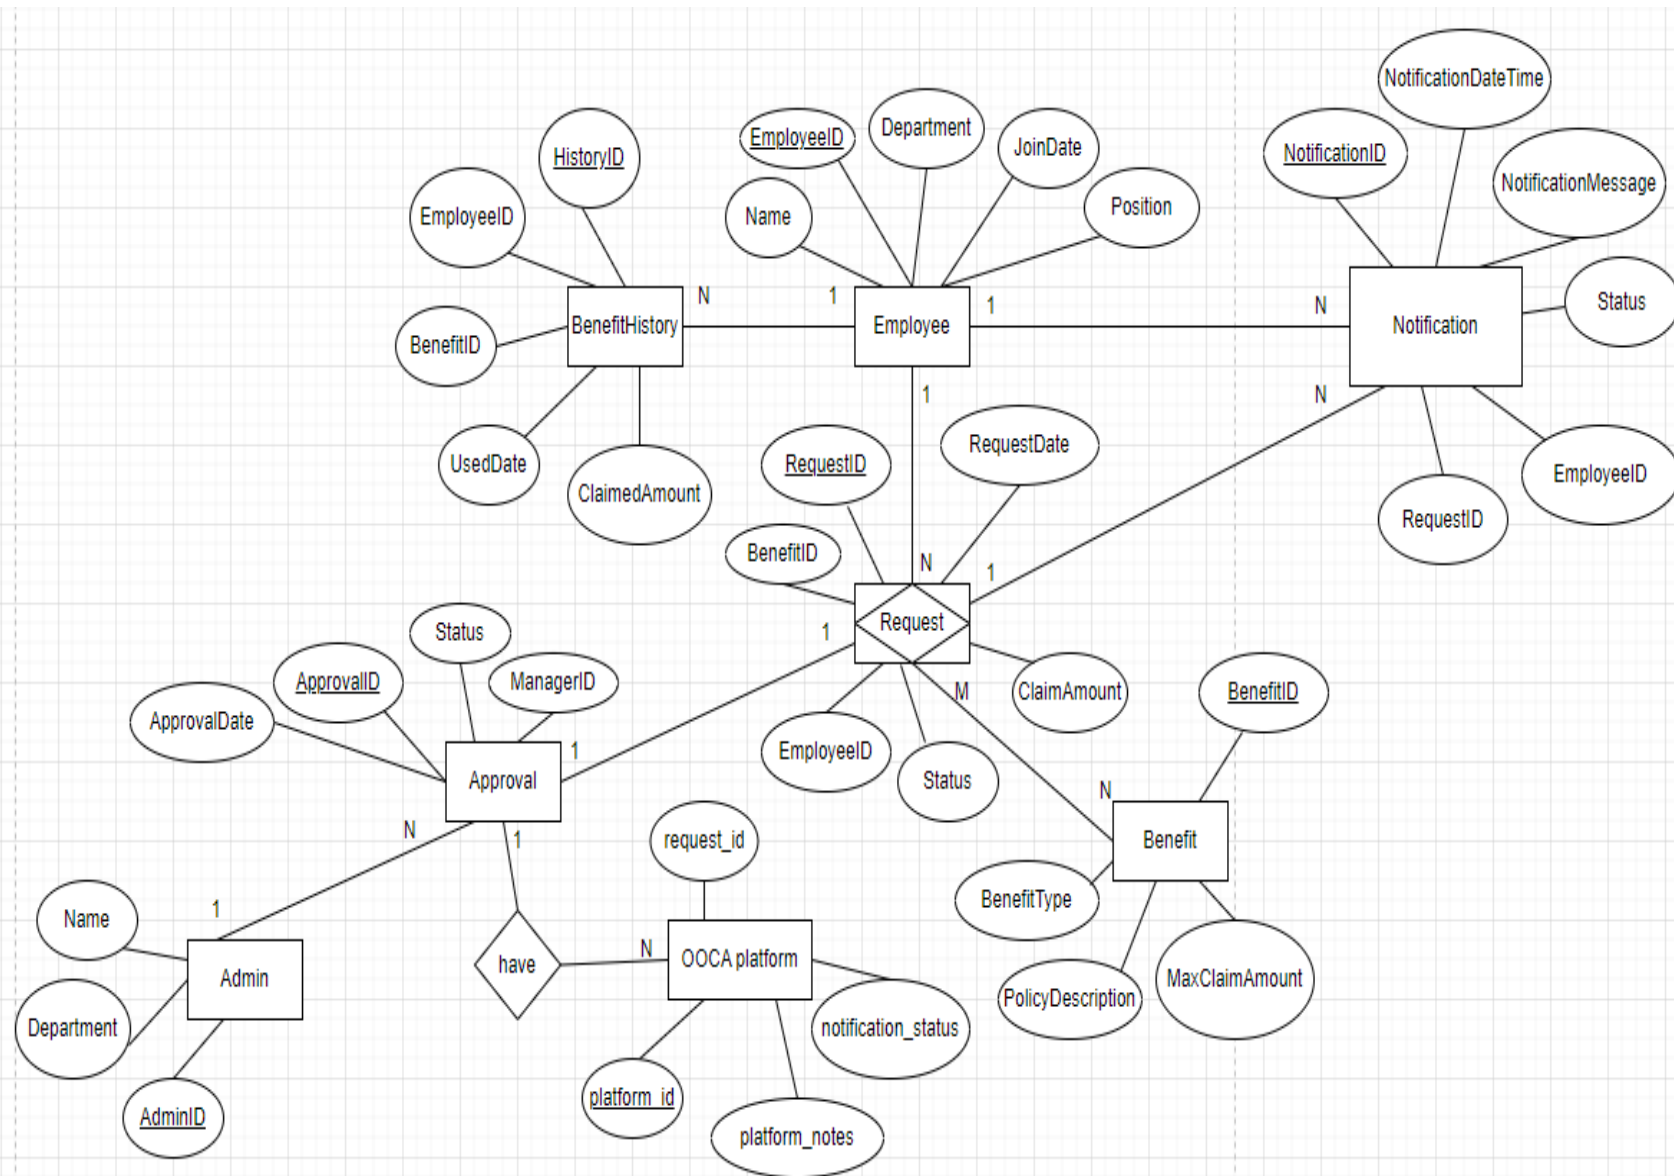 NotificationDateTime
HistoryID
EmployeeID
Department
JoinDate
NotificationID
NotificationMessage
EmployeeID
Name
Position
N
1
1
N
Status
BenefitHistory
Employee
Notification
BenefitID
1
N
UsedDate
ClaimedAmount
RequestID
RequestDate
EmployeeID
RequestID
BenefitID
N
1
Request
1
Status
ApprovalID
ManagerID
ApprovalDate
M
ClaimAmount
BenefitID
EmployeeID
Status
1
Approval
N
N
1
request_id
Benefit
BenefitType
Name
1
have
N
OOCA platform
Admin
PolicyDescription
MaxClaimAmount
Department
notification_status
AdminID
platform_id
platform_notes